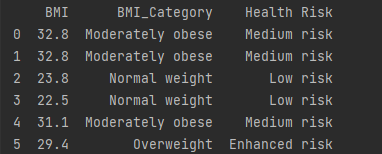 BMI BMI_Category Health Risk
0 32.8 Moderately obese Medium risk
1 32.8 Moderately obese Medium risk
2 23.8 Normal weight Low risk
3 22.5 Normal weight Low risk
4 31.1 Moderately obese Medium risk
5 29.4 Overweight Enhanced risk